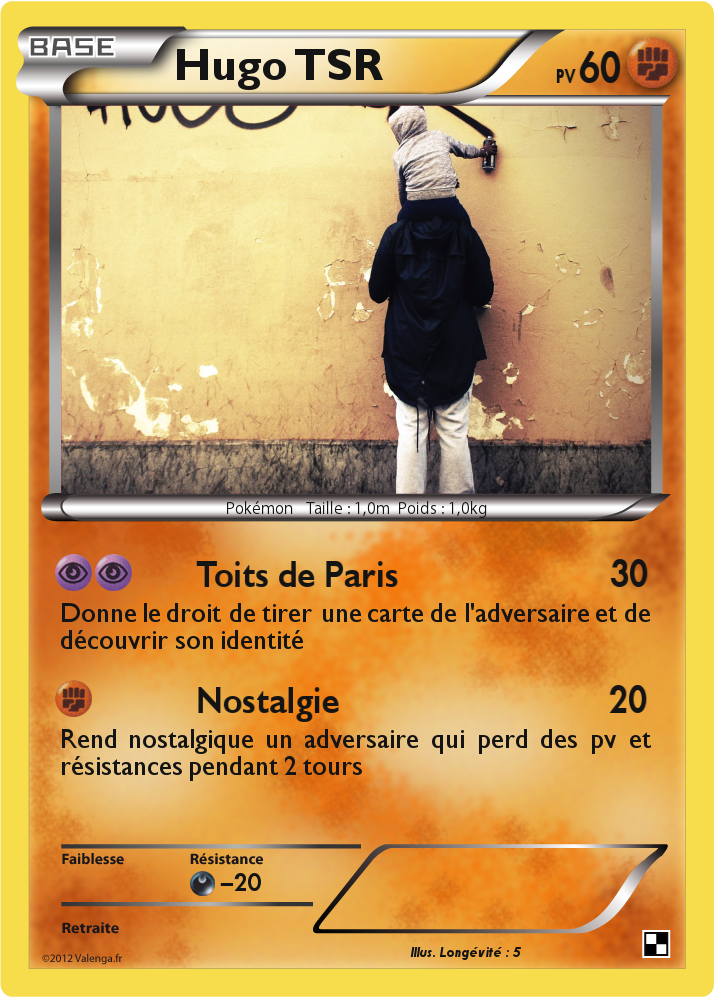 BASE
Hugo TSR
PV 60
Pokémon Taille : 1,0m Poids : 1,0kg
Toits de Paris 30
Donne le droit de tirer une carte de l'adversaire et de
découvrir son identité
Nostalgie 20
Rend nostalgique un adversaire qui perd des pv et
résistances pendant 2 tours
Faiblesse Résistance
–20
Retraite
Illus. Longévité : 5
©2012 Valenga.fr